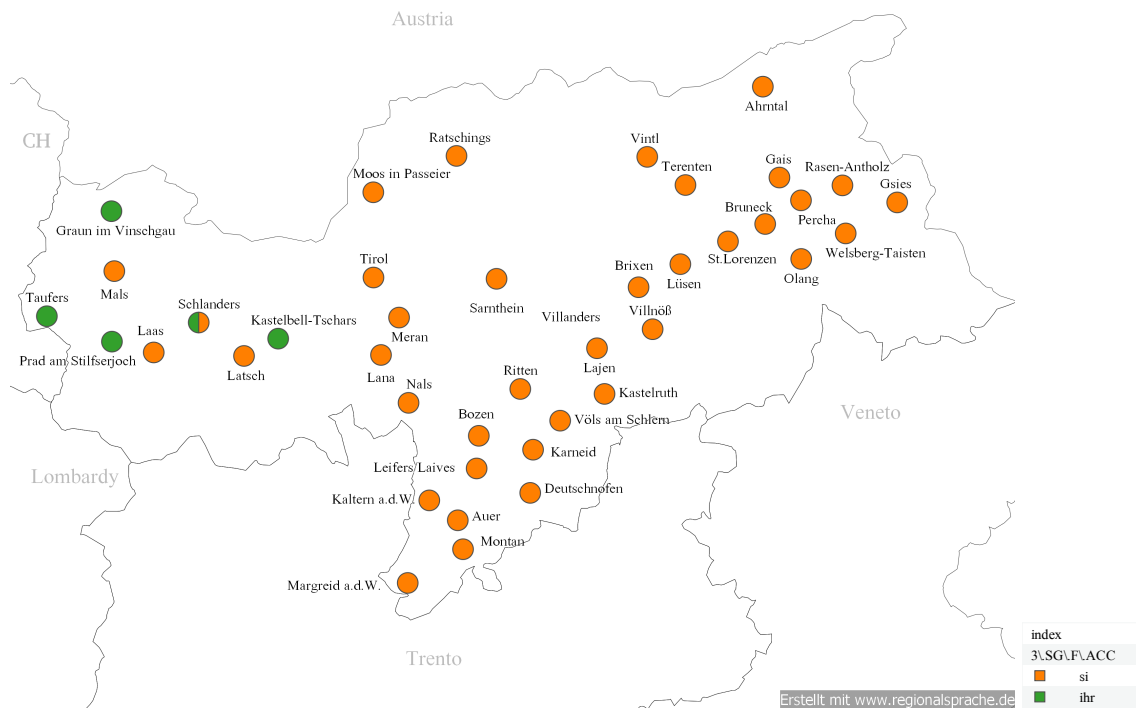 Austria
Ahrntal
CH
Ratschings
Vintl
Moos in Passeier
Terenten
Gais
Rasen-Antholz
Gsies
Graun im Vinschgau
Bruneck
Percha
St.Lorenzen
Welsberg-Taisten
Tirol
Brixen
Lüsen
Olang
Mals
Taufers
Schlanders
Sarnthein
Villanders
Villnöß
Laas
Kastelbell-Tschars
Meran
Prad am Stilfserjoch
Latsch
Lana
Lajen
Ritten
Nals
Kastelruth
Bozen
Völs am Schlern
Veneto
Karneid
Leifers/Laives
Lombardy
Deutschnofen
Kaltern a.d.W.
Auer
Montan
Margreid a.d.W.
Trento
index
3\.SG\.F\.ACC
si
ihr
Erstellt mit www.regionalsprache.de